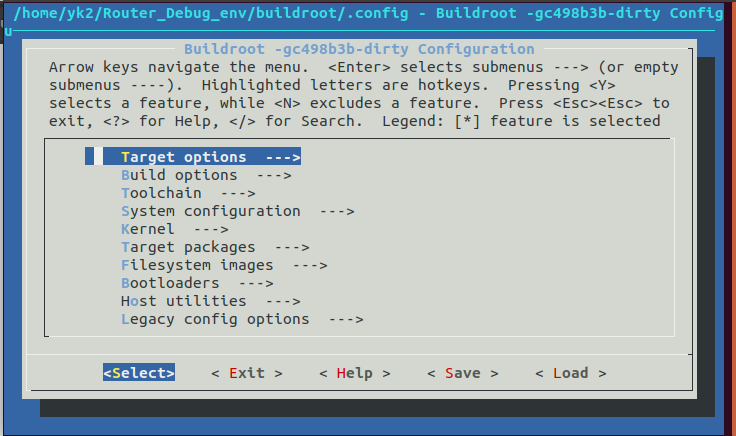 /home/yk2/Router_Debug_env/buildroot/.config - Buildroot -gc498b3b-dirty Config
u
Buildroot -gc498b3b-dirty Configuration
Arrow keys navigate the menu.  <Enter> selects submenus ---> (or empty
submenus ----).  Highlighted letters are hotkeys.  Pressing <Y>
selects a feature, while <N> excludes a feature.  Press <Esc><Esc> to
exit, <?> for Help, </> for Search.  Legend: [*] feature is selected
Target options  --->
Build options  --->
Toolchain  --->
System configuration  --->
Kernel  --->
Target packages  --->
Filesystem images  --->
Bootloaders  --->
Host utilities  --->
Legacy config options  --->
<Select>    < Exit >    < Help >    < Save >    < Load >